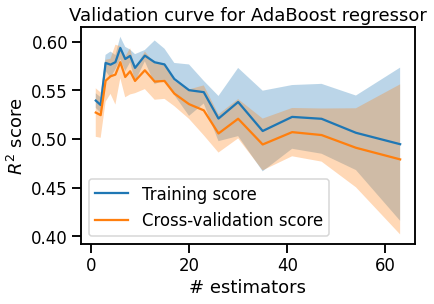 Validation curve for AdaBoost regressor
0.60
0.55
0.50
0.45
0.40
R² score
Training score
Cross-validation score
0
20
40
60
# estimators